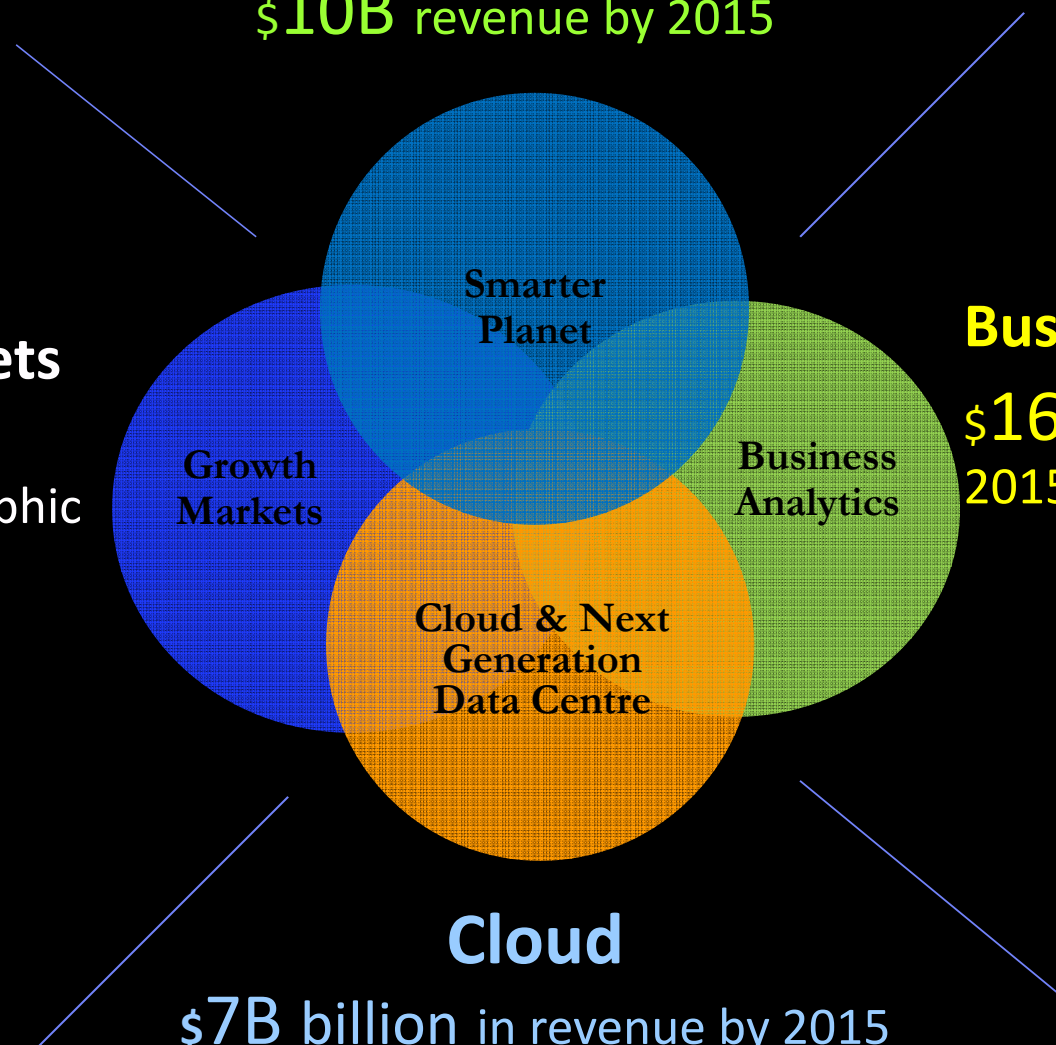 $10B revenue by 2015
Smarter
Planet
ets
phic
Growth
Markets
Business
Analytics
Bus
$16
2015
Cloud & Next
Generation
Data Centre
Cloud
$7B billion in revenue by 2015